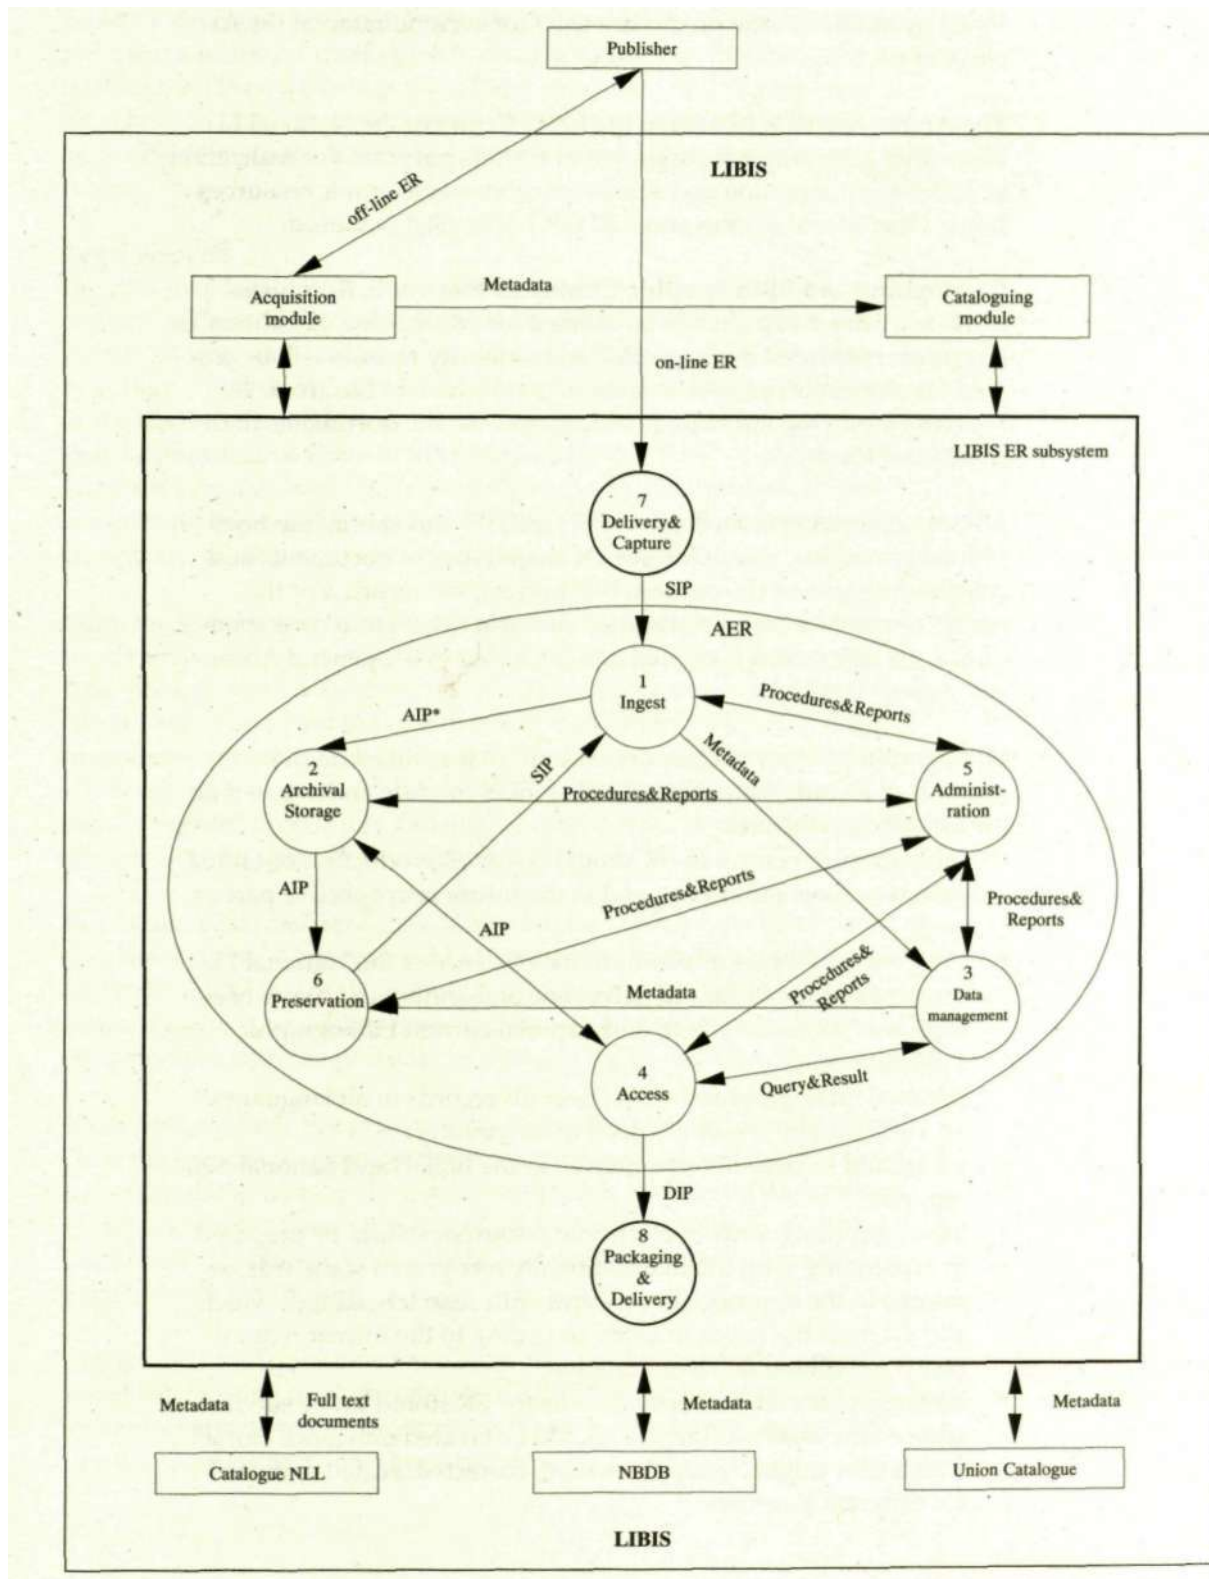 Publisher
LIBIS
off-line ER
Acquisition
module
Metadata
Cataloguing
module
on-line ER
LIBIS ER subsystem
7
Delivery&
Capture
SIP
AER
1
Ingest
Procedures&Reports
AIP*
Metadata
SIP
2
Archival
Storage
Procedures&Reports
5
Administ-
ration
AIP
Procedures&Reports
AIP
Procedures&
Reports
Procedures&
Reports
6
Preservation
Metadata
3
Data
management
4
Access
Query&Result
DIP
8
Packaging
&
Delivery
Metadata
Full text
documents
Metadata
Metadata
Catalogue NLL
NBDB
Union Catalogue
LIBIS